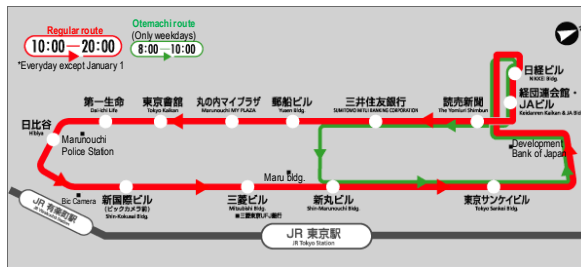 Regular route
10:00 20:00
*Everyday except January 1
Otemachi route
(Only weekdays)
8:00 10:00
日経ビル
NIKKEI Bldg.
経団連会館・
JAビル
Keidanren Kaikan & JA Bldg.
第一生命
Dai-ichi Life
東京會館
Tokyo Kaikan
丸の内マイプラザ
Marunouchi MY PLAZA
郵船ビル
Yusen Bldg.
三井住友銀行
SUMITOMO MITSUI BANKING CORPORATION
読売新聞
The Yomiuri Shimbun
日比谷
Hibiya
Marunouchi
Police Station
Development
Bank of Japan
Maru Bldg.
Bic Camera
新国際ビル
(ビックカメラ前)
Shin-Kokusai Bldg.
三菱ビル
Mitsubishi Bldg.
■三菱東京UFJ銀行
新丸ビル
Shin-Marunouchi Bldg.
東京サンケイビル
Tokyo Sankei Bldg.
JR 有楽町駅
JR 東京駅
JR Tokyo Station